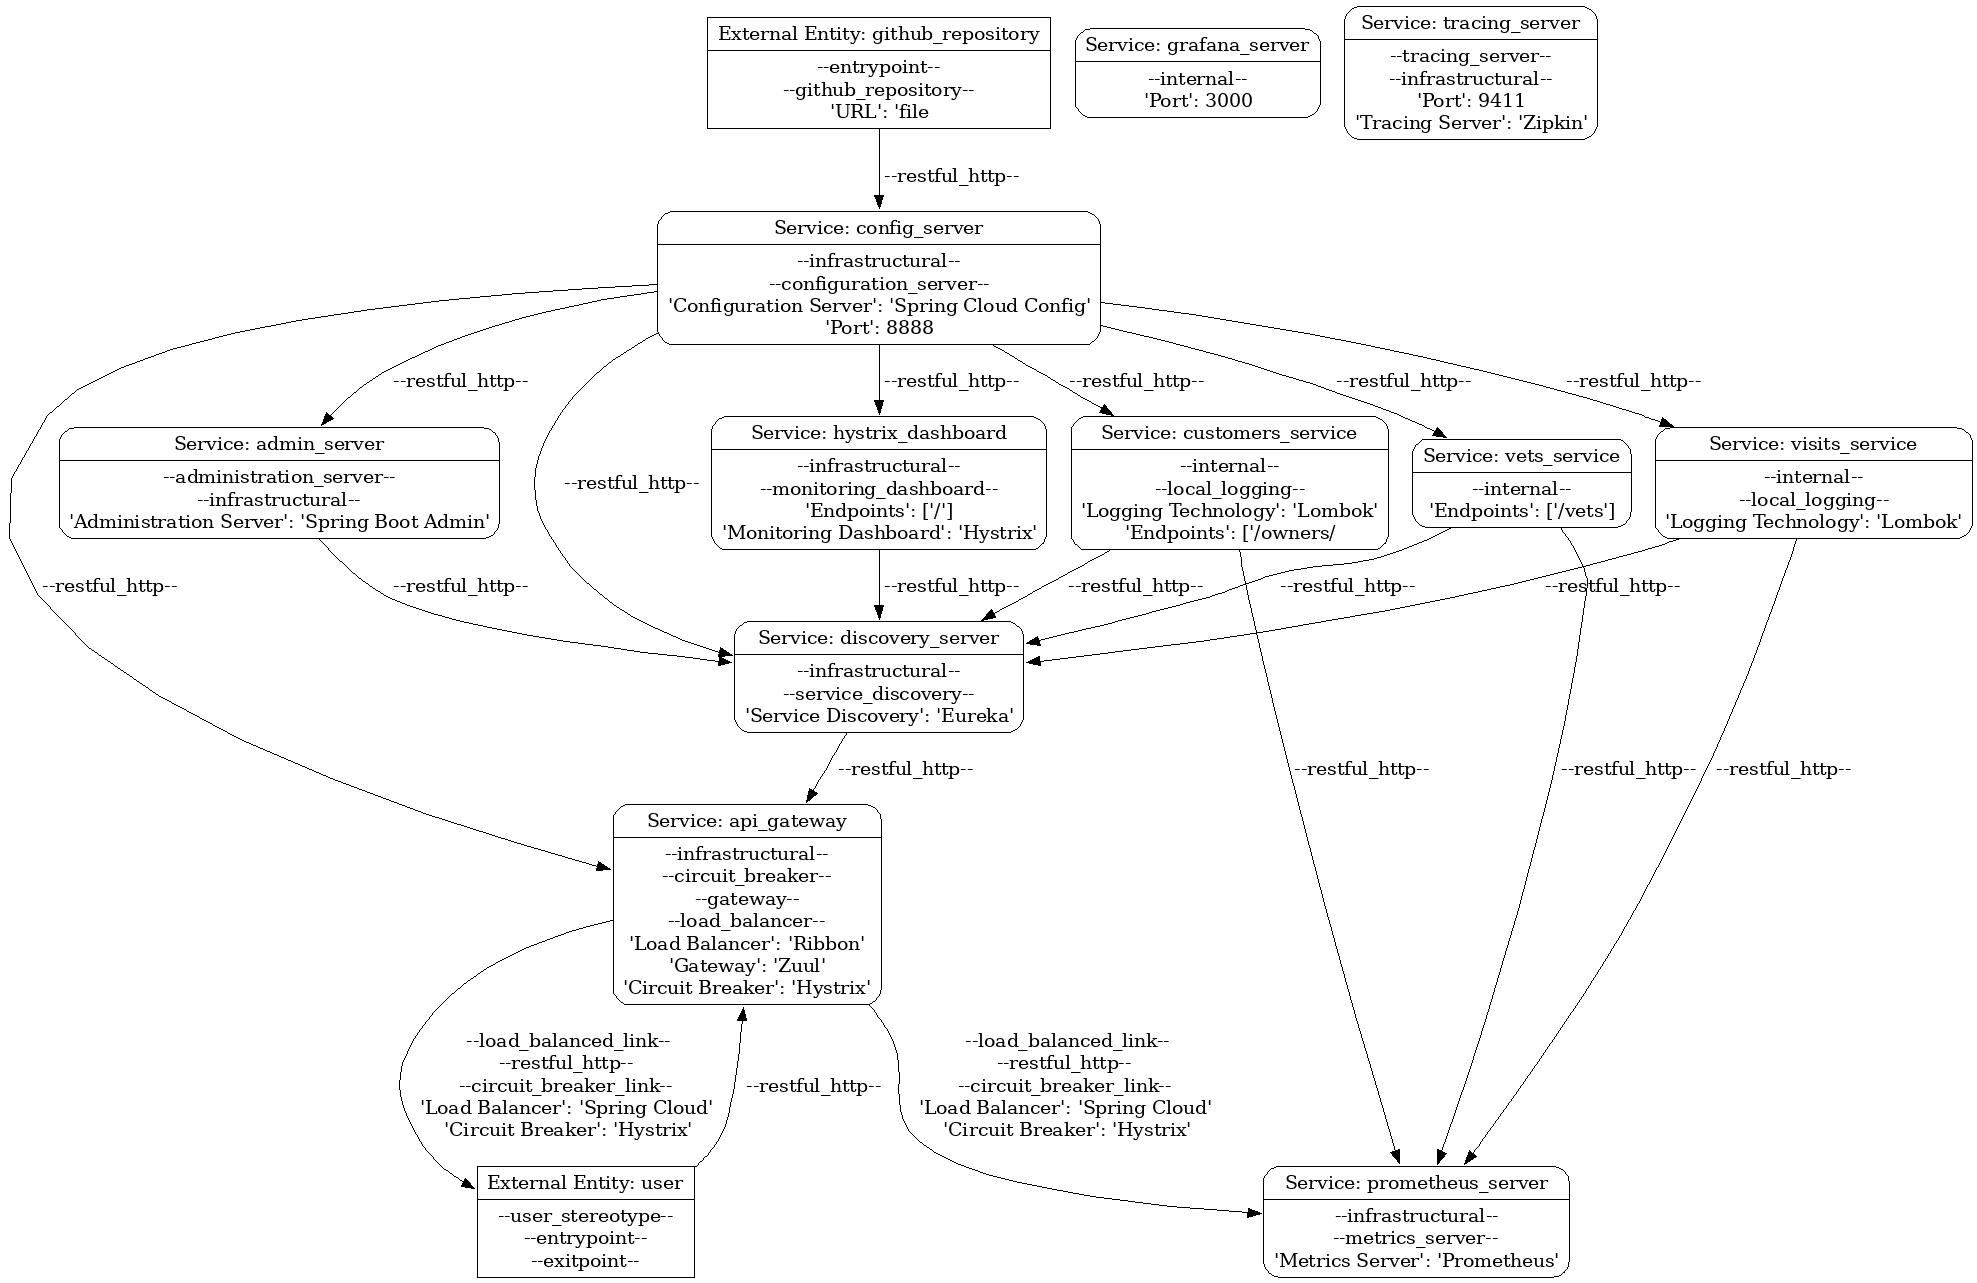 External Entity: github_repository
--entrypoint--
--github_repository--
'URL': 'file
Service: grafana_server
--internal--
'Port': 3000
Service: tracing_server
--tracing_server--
--infrastructural--
'Port': 9411
'Tracing Server': 'Zipkin'
--restful_http--
Service: config_server
--infrastructural--
--configuration_server--
'Configuration Server': 'Spring Cloud Config'
'Port': 8888
--restful_http--
--restful_http--
--restful_http--
--restful_http--
--restful_http--
Service: admin_server
--administration_server--
--infrastructural--
'Administration Server': 'Spring Boot Admin'
--restful_http--
Service: hystrix_dashboard
--infrastructural--
--monitoring_dashboard--
'Endpoints': ['/']
'Monitoring Dashboard': 'Hystrix'
Service: customers_service
--internal--
--local_logging--
'Logging Technology': 'Lombok'
'Endpoints': ['/owners/
Service: vets_service
--internal--
'Endpoints': ['/vets']
Service: visits_service
--internal--
--local_logging--
'Logging Technology': 'Lombok'
--restful_http--
--restful_http--
--restful_http--
--restful_http--
--restful_http--
--restful_http--
Service: discovery_server
--infrastructural--
--service_discovery--
'Service Discovery': 'Eureka'
--restful_http--
--restful_http--
--restful_http--
--restful_http--
Service: api_gateway
--infrastructural--
--circuit_breaker--
--gateway--
--load_balancer--
'Load Balancer': 'Ribbon'
'Gateway': 'Zuul'
'Circuit Breaker': 'Hystrix'
--load_balanced_link--
--restful_http--
--circuit_breaker_link--
'Load Balancer': 'Spring Cloud'
'Circuit Breaker': 'Hystrix'
--restful_http--
--load_balanced_link--
--restful_http--
--circuit_breaker_link--
'Load Balancer': 'Spring Cloud'
'Circuit Breaker': 'Hystrix'
External Entity: user
--user_stereotype--
--entrypoint--
--exitpoint--
Service: prometheus_server
--infrastructural--
--metrics_server--
'Metrics Server': 'Prometheus'